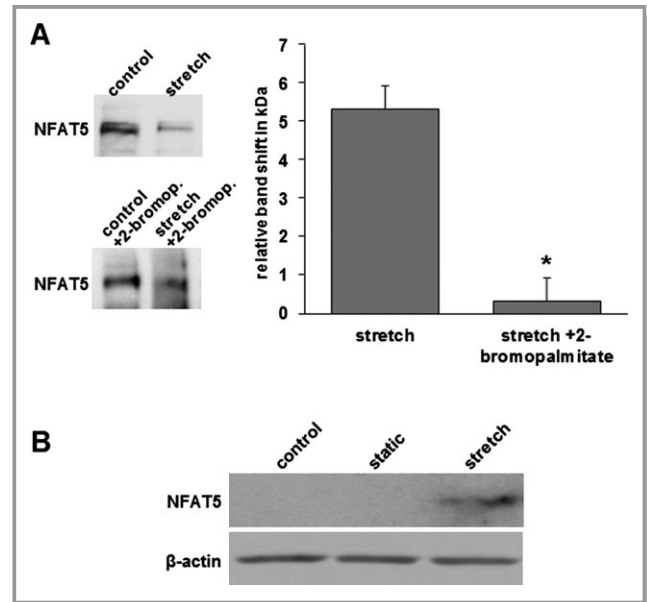 A
control
stretch
NFAT5
control
+2-bromop.
stretch
+2-bromop.
NFAT5
relative band shift in kDa
7
6
5
4
3
2
1
0
*
stretch
stretch +2-
bromopalmitate
B
control
static
stretch
NFAT5
β-actin